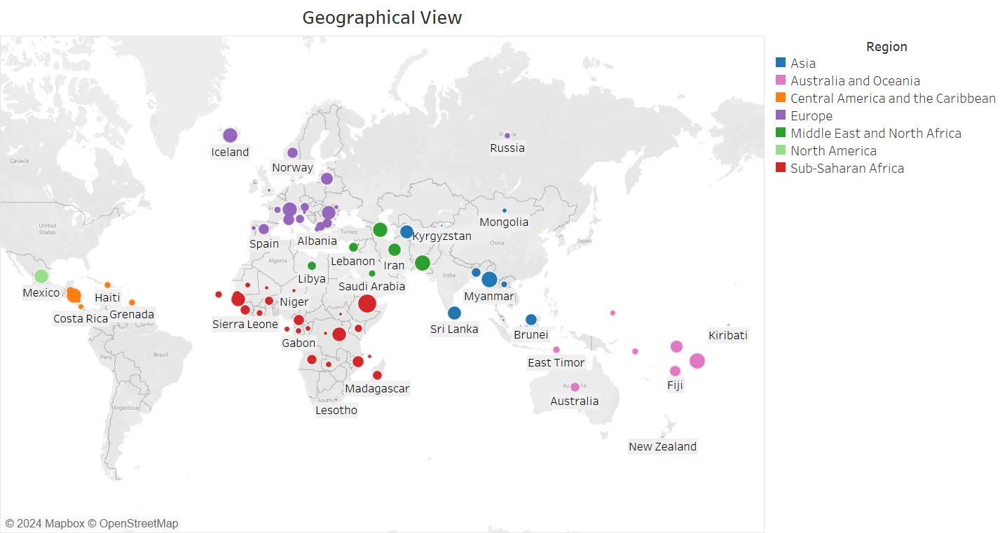 Geographical View
Region
Asia
Australia and Oceania
Central America and the Caribbean
Europe
Middle East and North Africa
North America
Sub-Saharan Africa
Iceland
Russia
Canada
Norway
Mongolia
United
States
Spain
Albania
Turkey
Kyrgyzstan
China
Japan
Algeria
Lebanon
Iran
India
Libya
Saudi Arabia
Mexico
Haiti
Niger
Myanmar
Costa Rica
Grenada
Sierra Leone
Sri Lanka
Brunei
Kiribati
Gabon
Peru
Brazil
East Timor
Fiji
Madagascar
Australia
Lesotho
Argentina
New Zealand
© 2024 Mapbox © OpenStreetMap